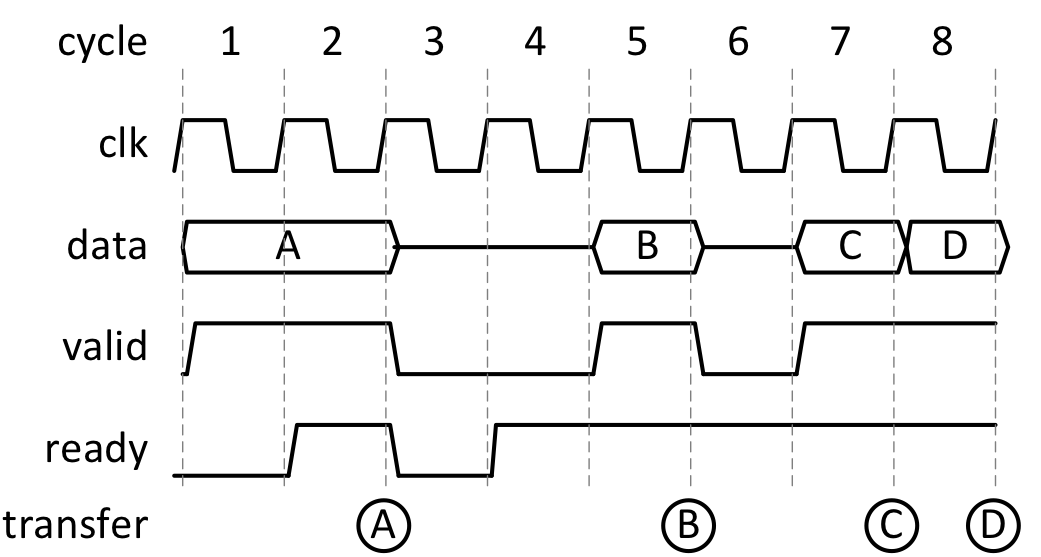 cycle 1 2 3 4 5 6 7 8
clk
data A B C D
valid
ready
transfer A B C D